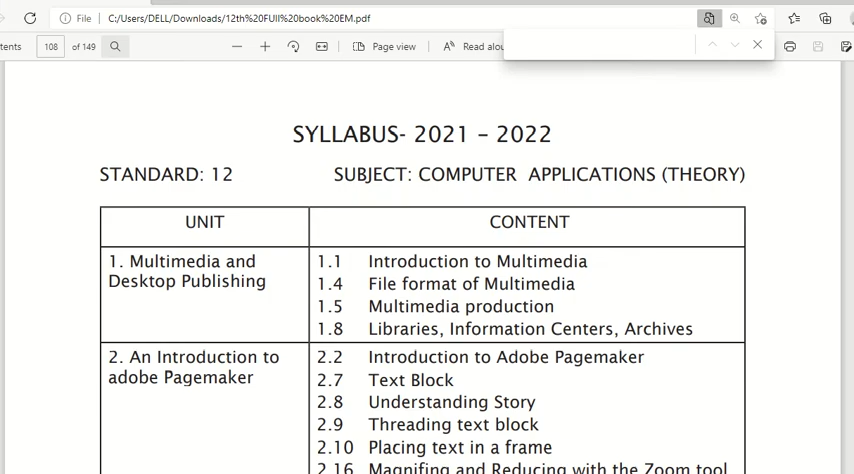 File C:/Users/DELL/Downloads/12th%20FUll%20book%20EM.pdf
108 of 149 Page view Read
SYLLABUS- 2021 – 2022
STANDARD: 12 SUBJECT: COMPUTER APPLICATIONS (THEORY)
UNIT CONTENT
1. Multimedia and Desktop Publishing
1.1 Introduction to Multimedia
1.4 File format of Multimedia
1.5 Multimedia production
1.8 Libraries, Information Centers, Archives
2. An Introduction to adobe Pagemaker
2.2 Introduction to Adobe Pagemaker
2.7 Text Block
2.8 Understanding Story
2.9 Threading text block
2.10 Placing text in a frame
2.16 Magnifing and Reducing with the Zoom tool